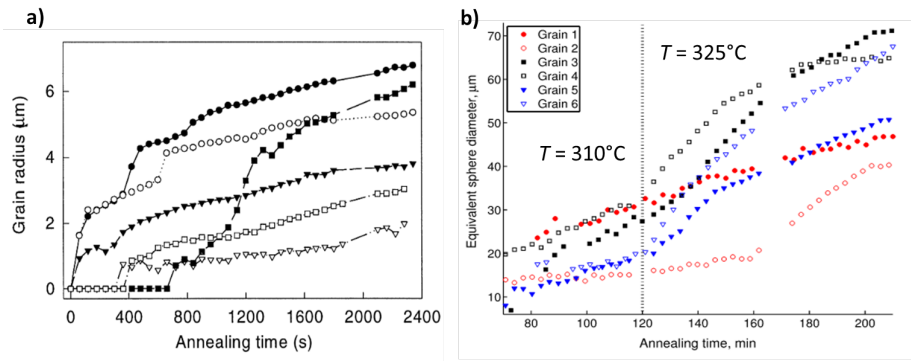 a)
Grain radius (μm)
6
4
2
0
0 400 800 1200 1600 2000 2400
Annealing time (s)
b)
Equivalent sphere diameter, μm
70
60
50
40
30
20
10
Grain 1
Grain 2
Grain 3
Grain 4
Grain 5
Grain 6
T = 325°C
T = 310°C
80 100 120 140 160 180 200
Annealing time, min